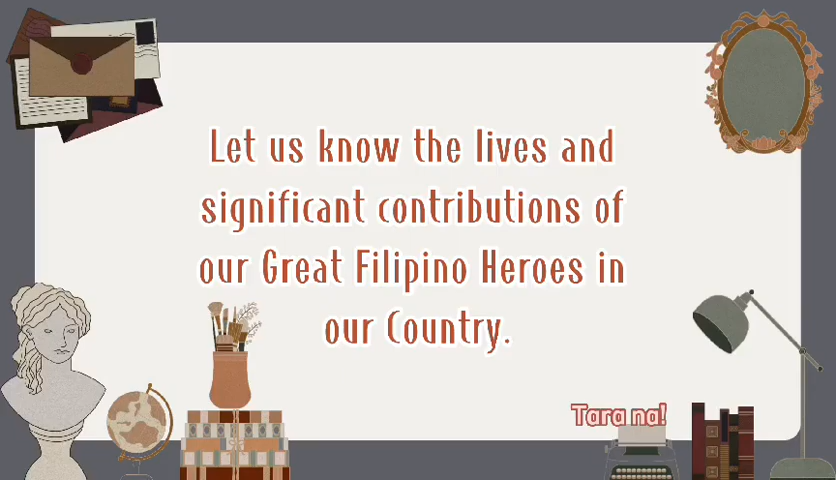 Let us know the lives and
significant contributions of
our Great Filipino Heroes in
our Country.
Tara na!